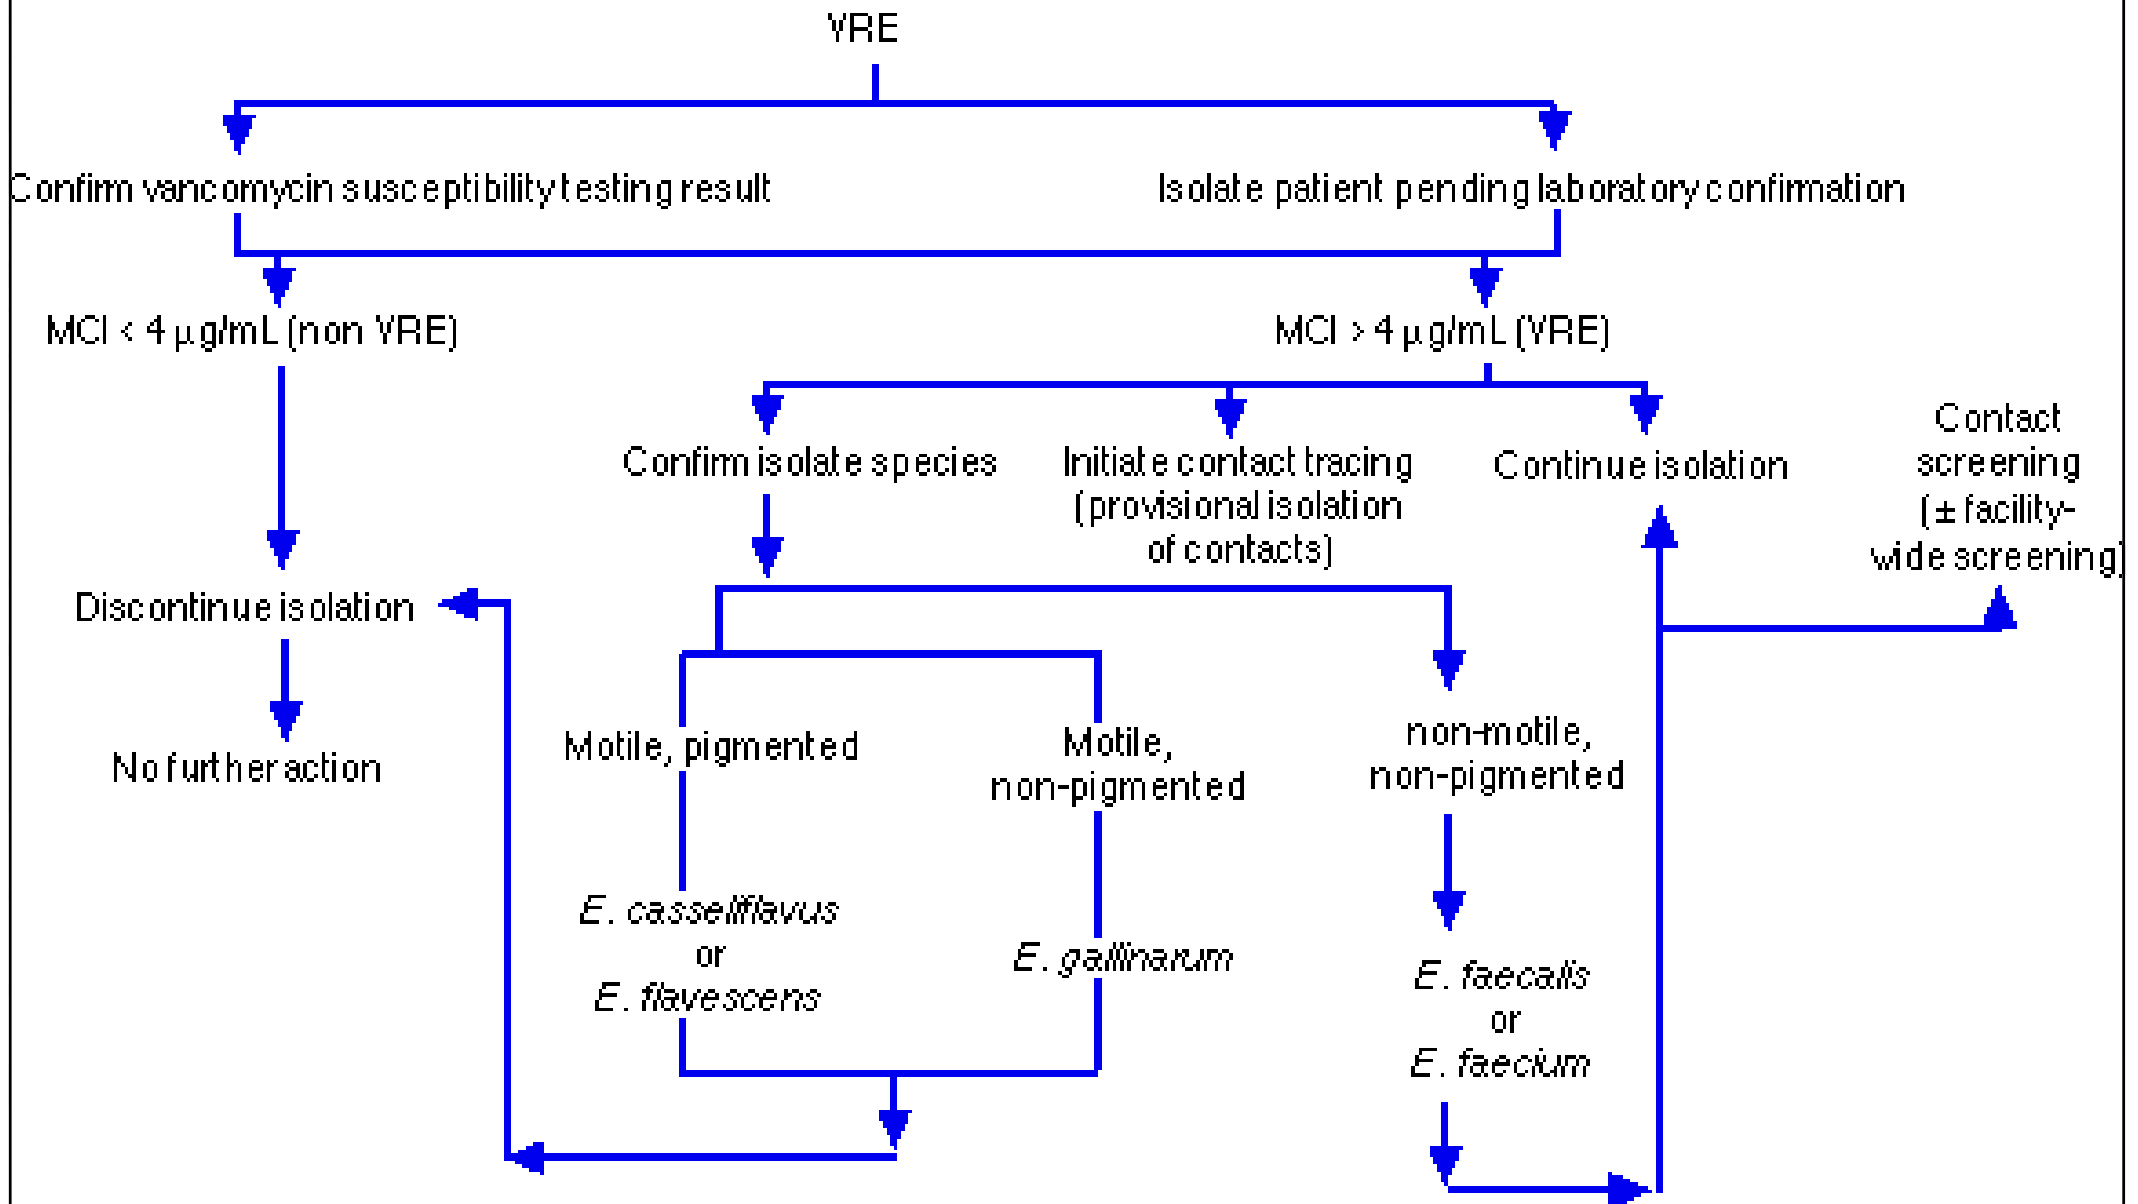 VRE
Confirm vancomycin susceptibility testing result
Isolate patient pending laboratory confirmation
MCI < 4 µg/mL (non VRE)
MCI > 4 µg/mL (VRE)
Confirm isolate species
Initiate contact tracing
(provisional isolation
of contacts)
Continue isolation
Contact
screening
(± facility-
wide screening)
Discontinue isolation
No further action
Motile, pigmented
Motile,
non-pigmented
non-motile,
non-pigmented
E. casseliflavus
or
E. flavescens
E. gallinarum
E. faecalis
or
E. faecium